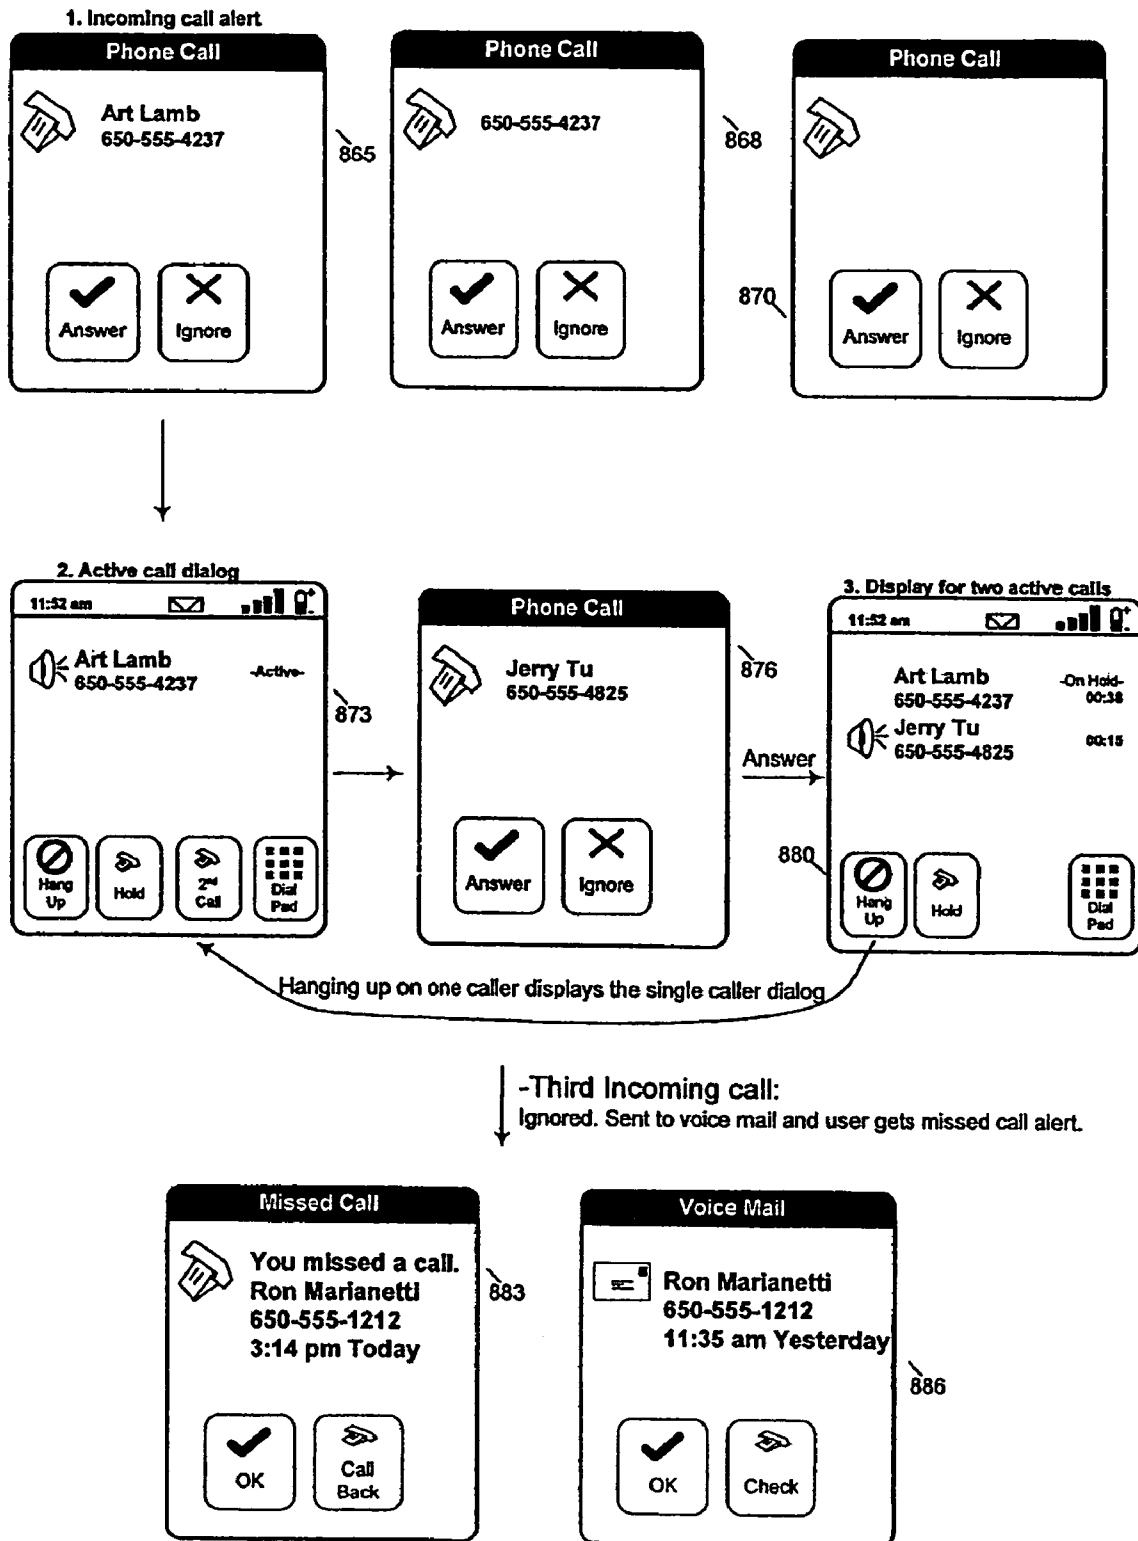 1. Incoming call alert
Phone Call
Art Lamb
650-555-4237
Answer
Ignore
865
Phone Call
650-555-4237
Answer
Ignore
868
Phone Call
Answer
Ignore
870
2. Active call dialog
11:52 am
Art Lamb
650-555-4237
-Active-
Hang Up
Hold
2nd Call
Dial Pad
873
Phone Call
Jerry Tu
650-555-4825
Answer
Ignore
876
Answer
3. Display for two active calls
11:52 am
Art Lamb
650-555-4237
-On Hold-
00:38
Jerry Tu
650-555-4825
00:15
880
Hang Up
Hold
Dial Pad
Hanging up on one caller displays the single caller dialog
-Third Incoming call:
Ignored. Sent to voice mail and user gets missed call alert.
Missed Call
You missed a call.
Ron Marianetti
650-555-1212
3:14 pm Today
OK
Call Back
883
Voice Mail
Ron Marianetti
650-555-1212
11:35 am Yesterday
OK
Check
886